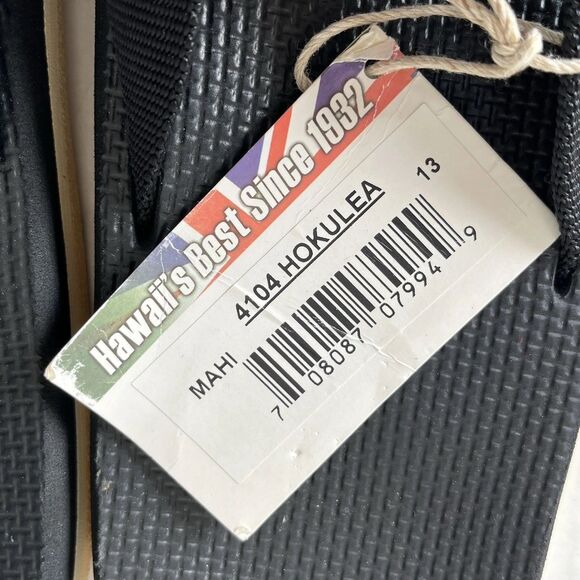 Hawaii's Best Since 1932
4104 HOKULEA
MAHI
13
7 08087 07994 9